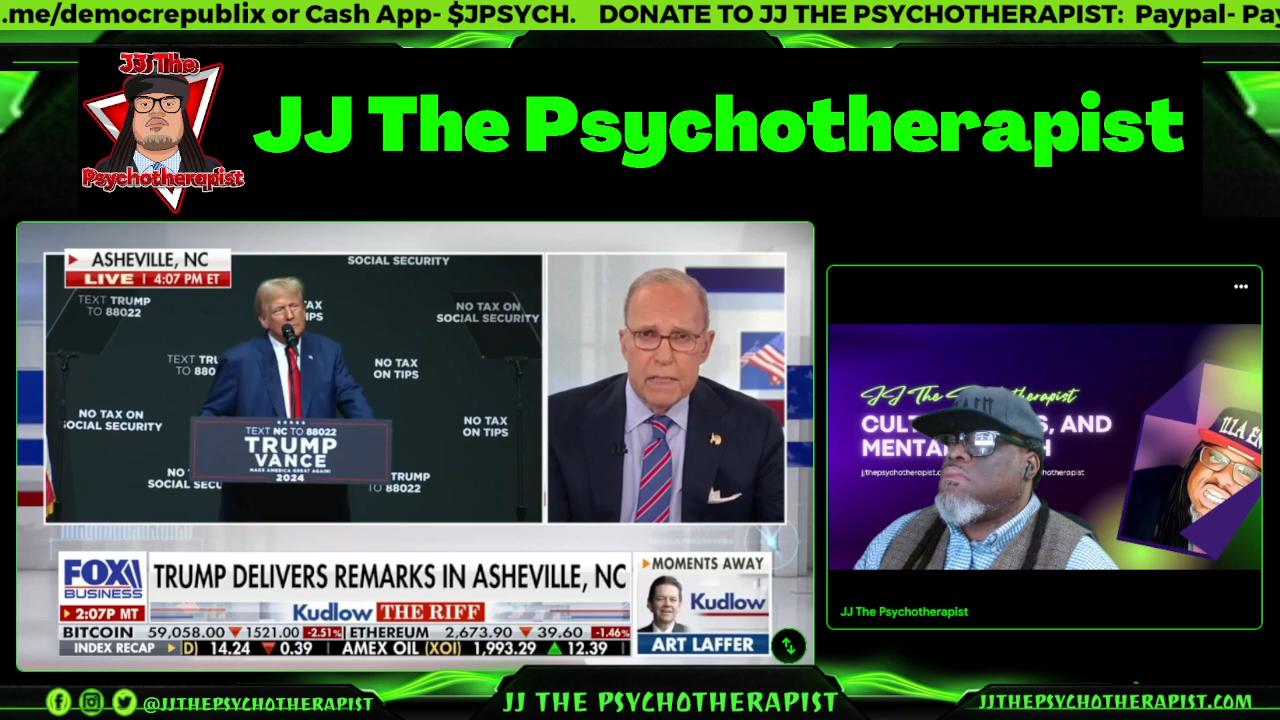 .me/democrepublix or Cash App- $JPSYCH. DONATE TO JJ THE PSYCHOTHERAPIST: Paypal- Pay
JJ The
Psychotherapist
JJ The Psychotherapist
ASHEVILLE, NC
LIVE | 4:07 PM ET
SOCIAL SECURITY
TEXT TRUMP
TO 88022
NO TAX ON
SOCIAL SECURITY
NO TAX
ON TIPS
NO TAX ON
SOCIAL SECURITY
NO TAX
ON TIPS
TEXT NC TO 88022
TRUMP
VANCE
MAKE AMERICA GREAT AGAIN!
2024
TRUMP
TO 88022
FOX
BUSINESS
2:07P MT
TRUMP DELIVERS REMARKS IN ASHEVILLE, NC
Kudlow THE RIFF
MOMENTS AWAY
Kudlow
ART LAFFER
BITCOIN 59,058.00 1521.00 -2.51% ETHEREUM 2,673.90 39.60 -1.46%
INDEX RECAP D) 14.24 0.39 | AMEX OIL (XOI) 1,993.29 12.39 |
JJ The Psychotherapist
@JJTHEPSYCHOTHERAPIST
JJ THE PSYCHOTHERAPIST
JJTHEPSYCHOTHERAPIST.COM